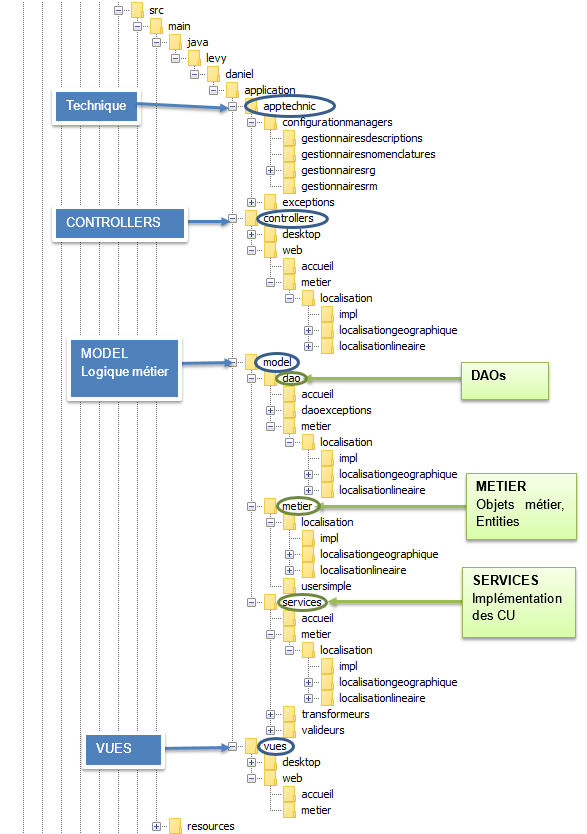 src
main
java
levy
daniel
application
Technique
apptechnic
configurationmanagers
gestionnairesdescriptions
gestionnairesnomenclatures
gestionnairesrg
gestionnairesrm
exceptions
CONTROLLERS
controllers
desktop
web
accueil
metier
localisation
impl
localisationgeographique
localisationlineaire
MODEL
Logique métier
model
dao
DAOs
accueil
daoexceptions
metier
localisation
impl
localisationgeographique
localisationlineaire
metier
METIER
Objets métier,
Entities
localisation
impl
localisationgeographique
localisationlineaire
usersimple
services
SERVICES
Implémentation
des CU
accueil
metier
localisation
impl
localisationgeographique
localisationlineaire
transformeurs
valideurs
VUES
vues
desktop
web
accueil
metier
resources